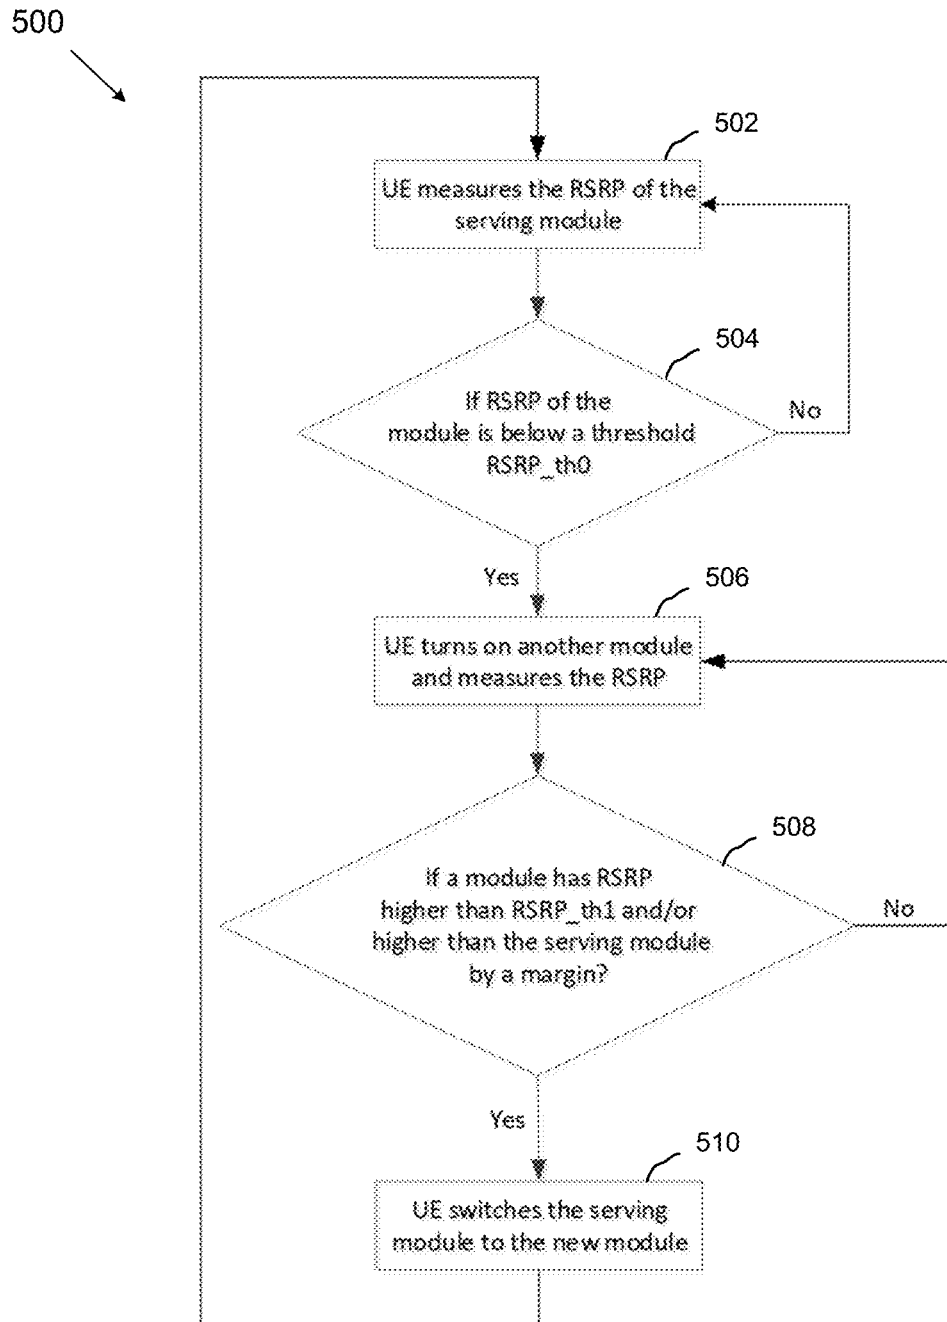 500
502
UE measures the RSRP of the
serving module
504
If RSRP of the
module is below a threshold
RSRP_th0
No
Yes
506
UE turns on another module
and measures the RSRP
508
If a module has RSRP
higher than RSRP_th1 and/or
higher than the serving module
by a margin?
No
Yes
510
UE switches the serving
module to the new module